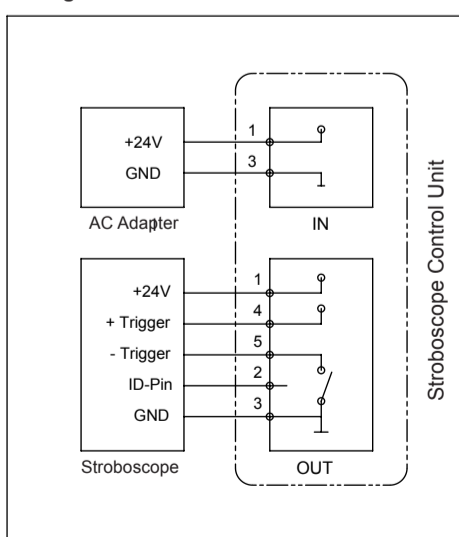 +24V
GND
AC Adapter
1
3
IN
+24V
+ Trigger
- Trigger
ID-Pin
GND
Stroboscope
1
4
5
2
3
OUT
Stroboscope Control Unit